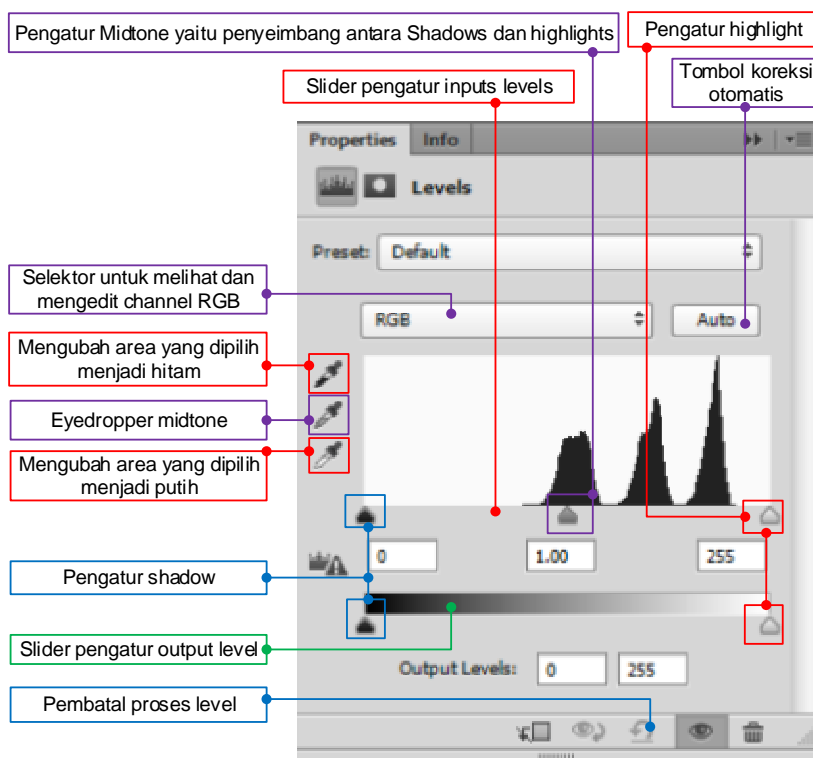 Pengatur Midtone yaitu penyeimbang antara Shadows dan highlights
Pengatur highlight
Slider pengatur inputs levels
Tombol koreksi
otomatis
Properties
Info
Levels
Preset:
Default
Selektor untuk melihat dan
mengedit channel RGB
RGB
Auto
Mengubah area yang dipilih
menjadi hitam
Eyedropper midtone
Mengubah area yang dipilih
menjadi putih
0
1.00
255
Pengatur shadow
Slider pengatur output level
Output Levels:
0
255
Pembatal proses level